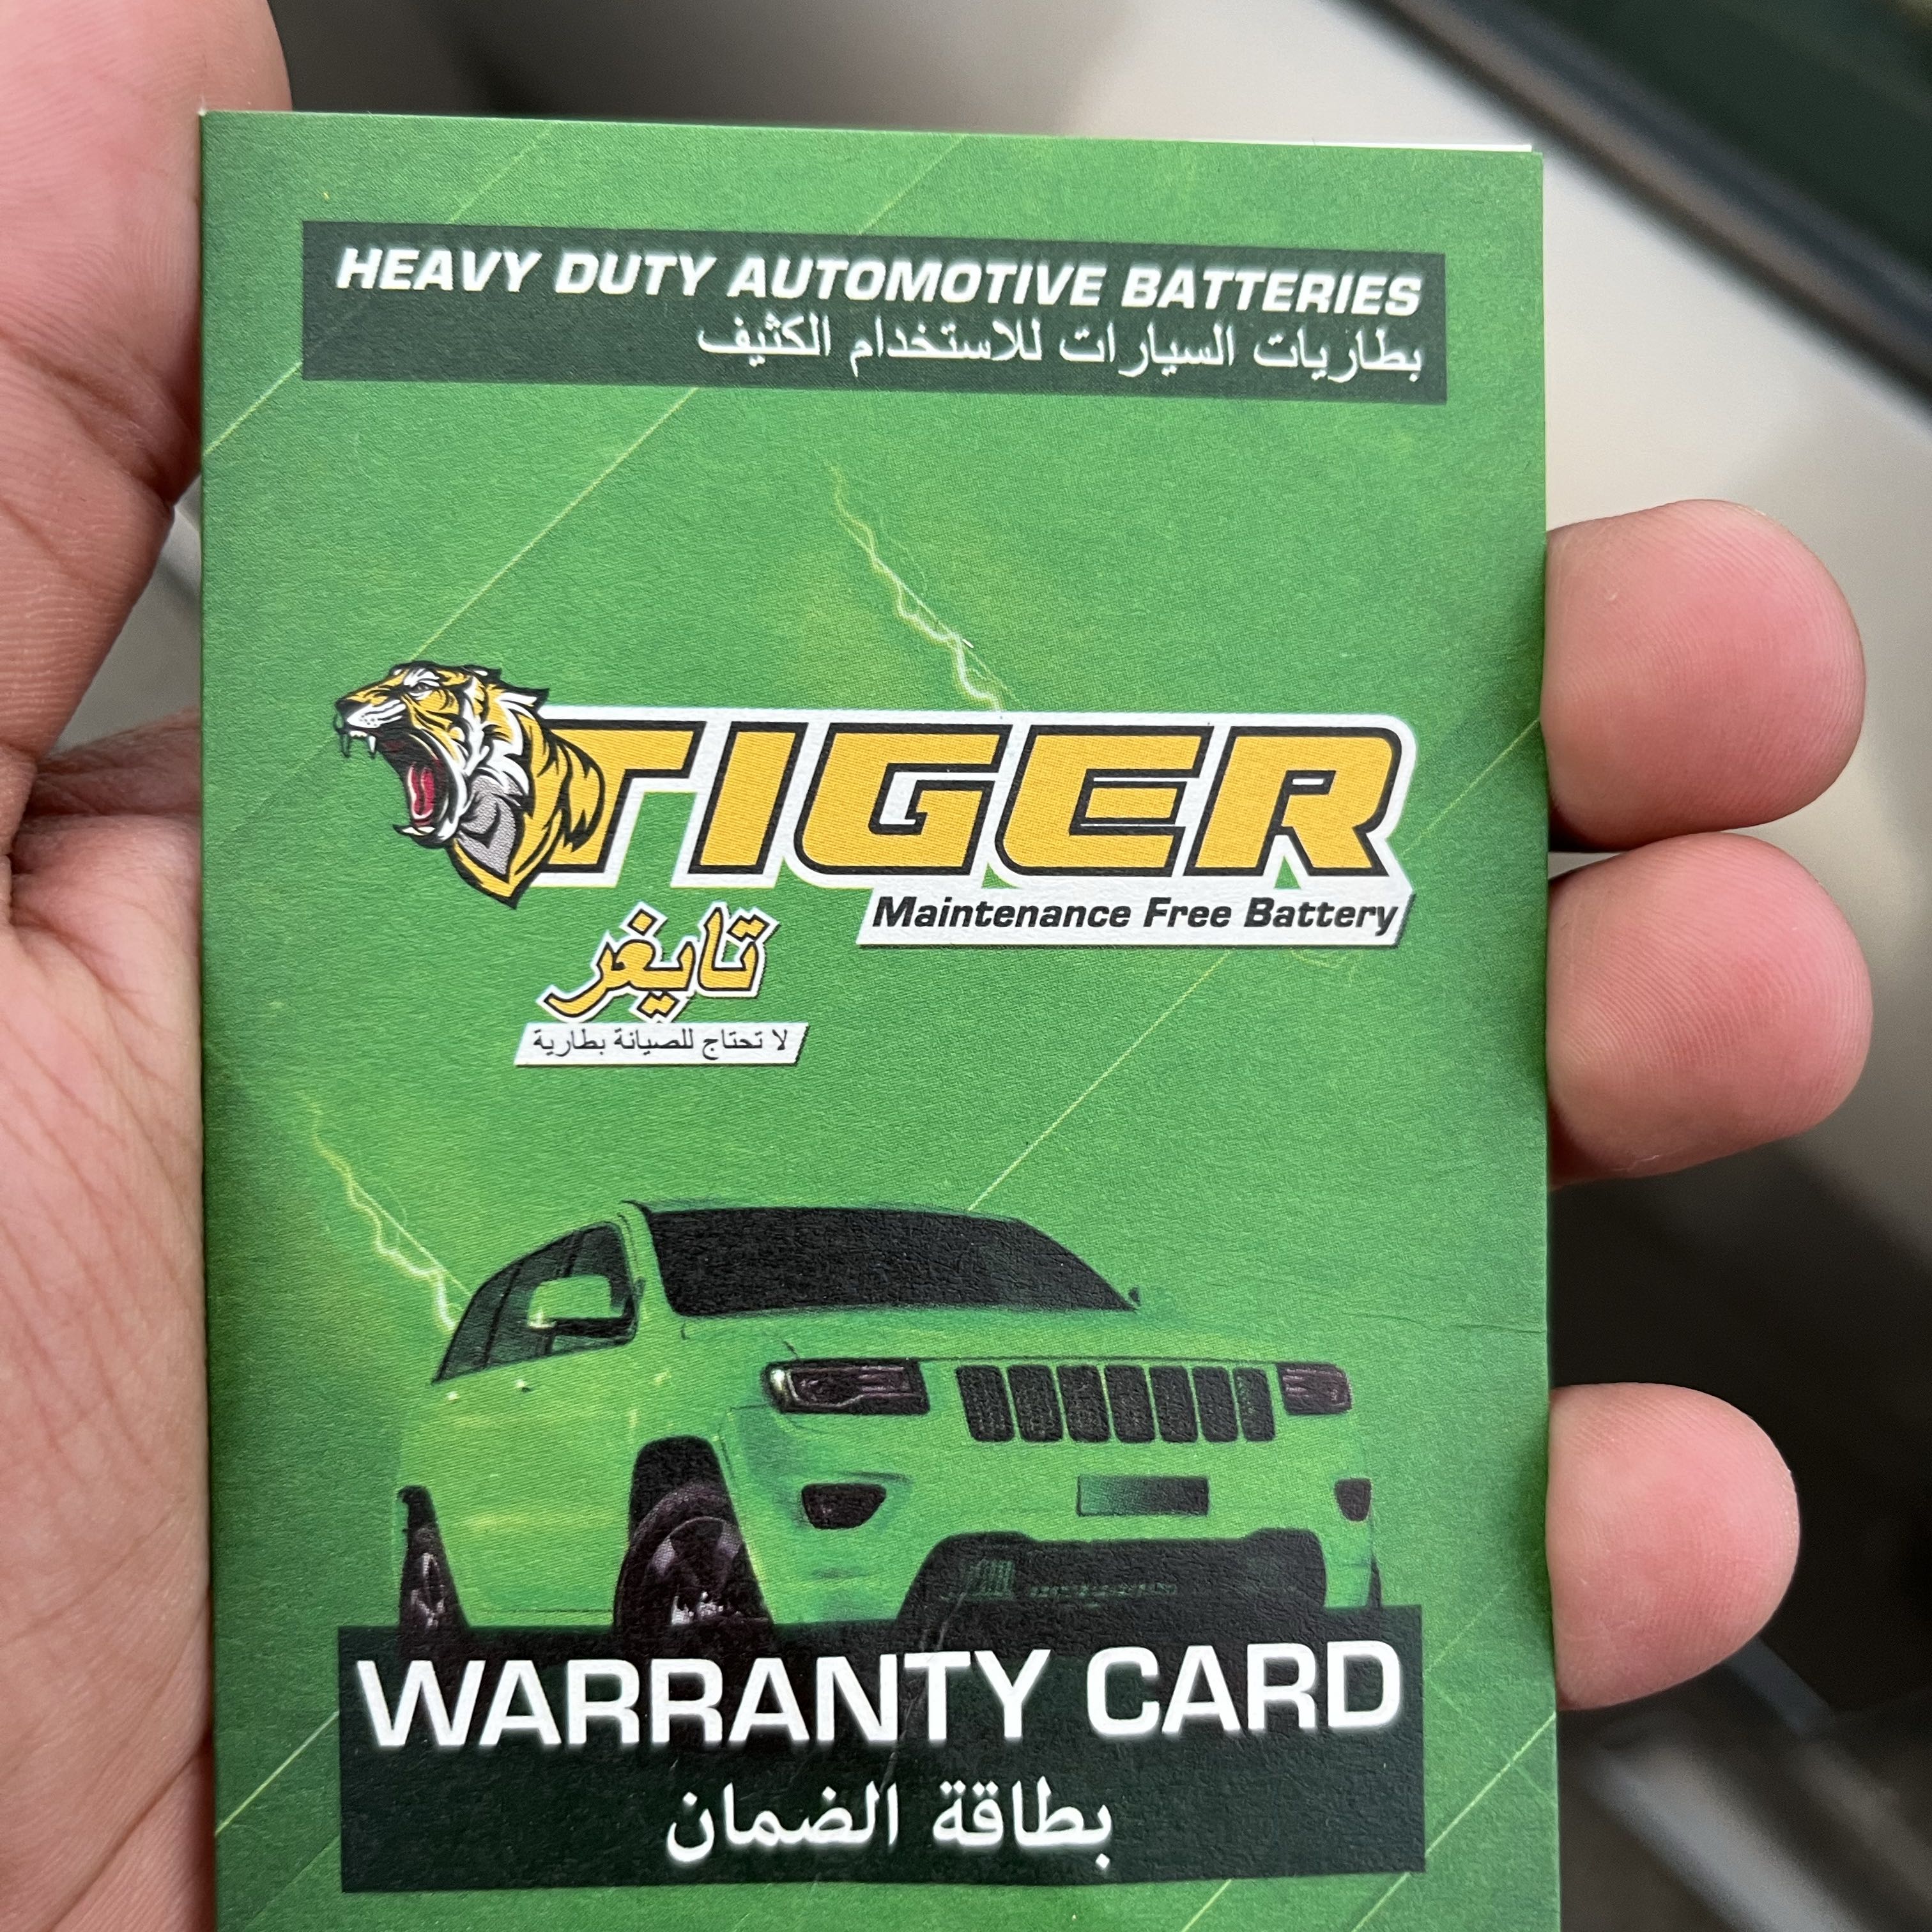 HEAVY DUTY AUTOMOTIVE BATTERIES
بطاريات السيارات للاستخدام الكثيف
TIGER
Maintenance Free Battery
تايغر
لا تحتاج للصيانة بطارية
WARRANTY CARD
بطاقة الضمان